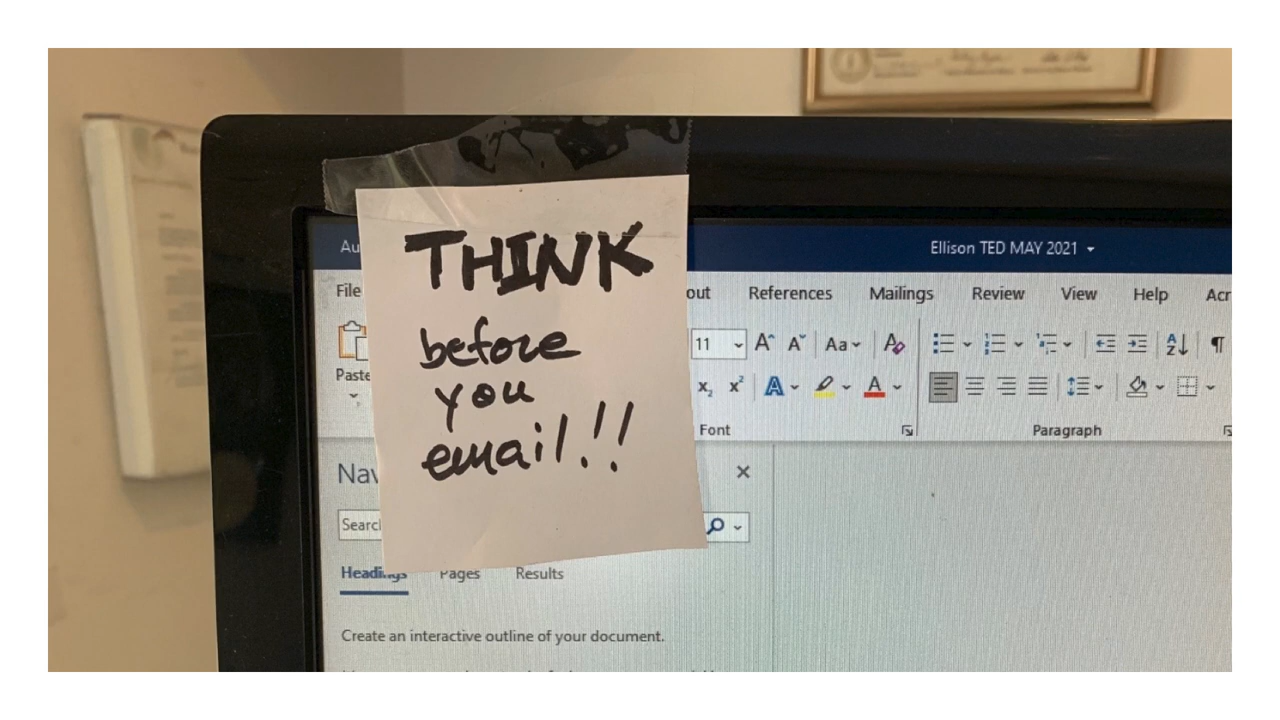 THINK
before
you
email!!
Ellison TED MAY 2021
File
References Mailings Review View Help
11 Aa
Paste
Font Paragraph
Headings Pages Results
Create an interactive outline of your document.